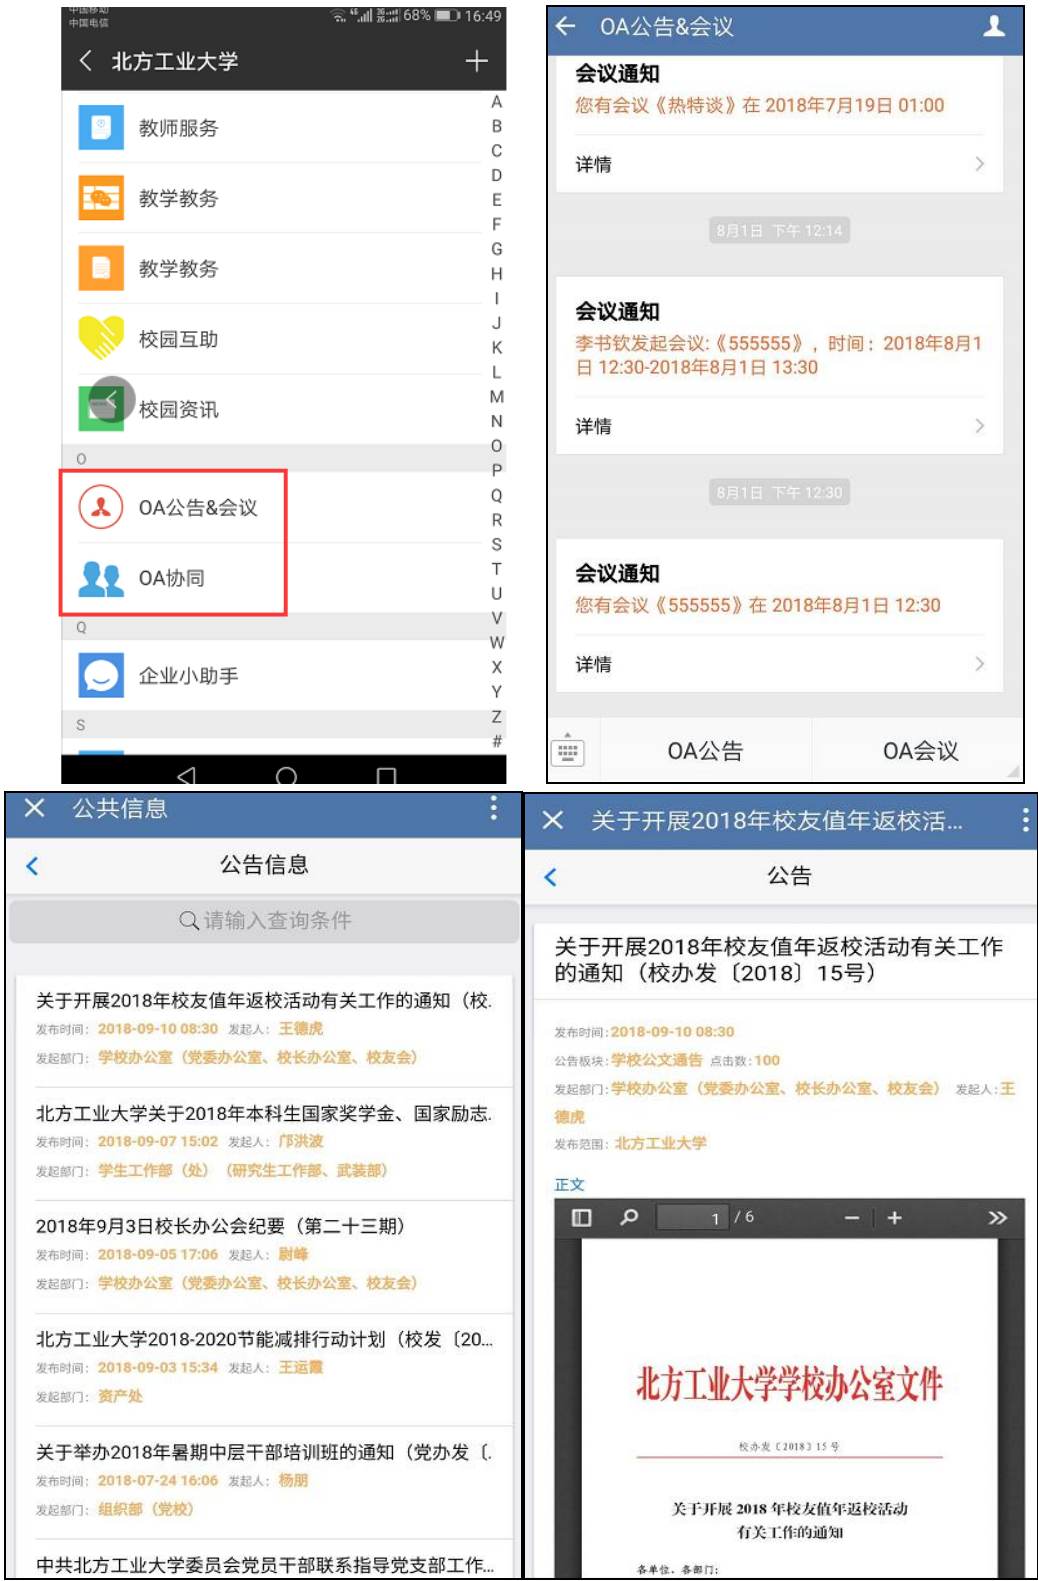 中国移动
中国电信
68% 16:49
北方工业大学
教师服务
教学教务
教学教务
校园互助
校园资讯
O
OA公告&会议
OA协同
Q
企业小助手
S
A
B
C
D
E
F
G
H
I
J
K
L
M
N
O
P
Q
R
S
T
U
V
W
X
Y
Z
#
OA公告&会议
会议通知
您有会议《热特谈》在 2018年7月19日 01:00
详情
8月1日 下午 12:14
会议通知
李书钦发起会议:《555555》，时间：2018年8月1
日 12:30-2018年8月1日 13:30
详情
8月1日 下午 12:30
会议通知
您有会议《555555》在 2018年8月1日 12:30
详情
OA公告 OA会议
公共信息
公告信息
请输入查询条件
关于开展2018年校友值年返校活动有关工作的通知（校.
发布时间：2018-09-10 08:30 发起人：王德虎
发起部门：学校办公室（党委办公室、校长办公室、校友会）
北方工业大学关于2018年本科生国家奖学金、国家励志.
发布时间：2018-09-07 15:02 发起人：邝洪波
发起部门：学生工作部（处）（研究生工作部、武装部）
2018年9月3日校长办公会纪要（第二十三期）
发布时间：2018-09-05 17:06 发起人：尉峰
发起部门：学校办公室（党委办公室、校长办公室、校友会）
北方工业大学2018-2020节能减排行动计划（校发〔20...
发布时间：2018-09-03 15:34 发起人：王运霞
发起部门：资产处
关于举办2018年暑期中层干部培训班的通知（党办发〔.
发布时间：2018-07-24 16:06 发起人：杨朋
发起部门：组织部（党校）
中共北方工业大学委员会党员干部联系指导党支部工作...
关于开展2018年校友值年返校活...
公告
关于开展2018年校友值年返校活动有关工作
的通知（校办发〔2018〕15号）
发布时间:2018-09-10 08:30
公告板块:学校公文通告 点击数:100
发起部门:学校办公室（党委办公室、校长办公室、校友会） 发起人:王
德虎
发布范围: 北方工业大学
正文
1 / 6
北方工业大学学校办公室文件
校办发〔2018〕15 号
关于开展 2018 年校友值年返校活动
有关工作的通知
各单位、各部门: